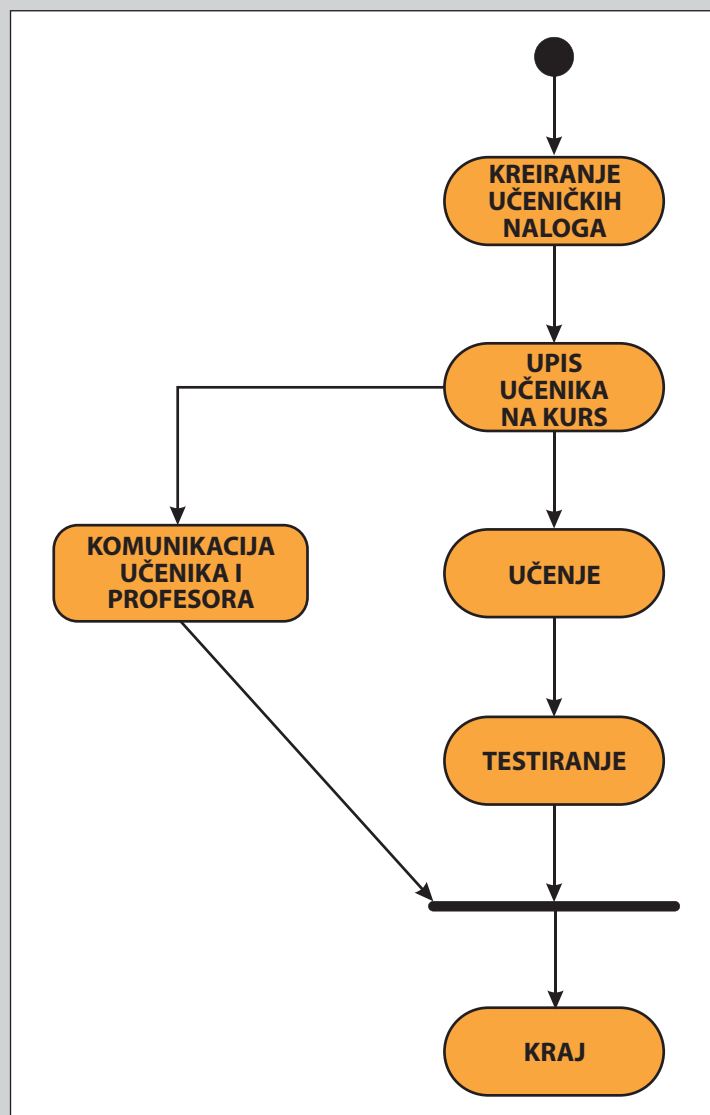 KREIRANJE
UČENIČKIH
NALOGA
UPIS
UČENIKA
NA KURS
KOMUNIKACIJA
UČENIKA I
PROFESORA
UČENJE
TESTIRANJE
KRAJ